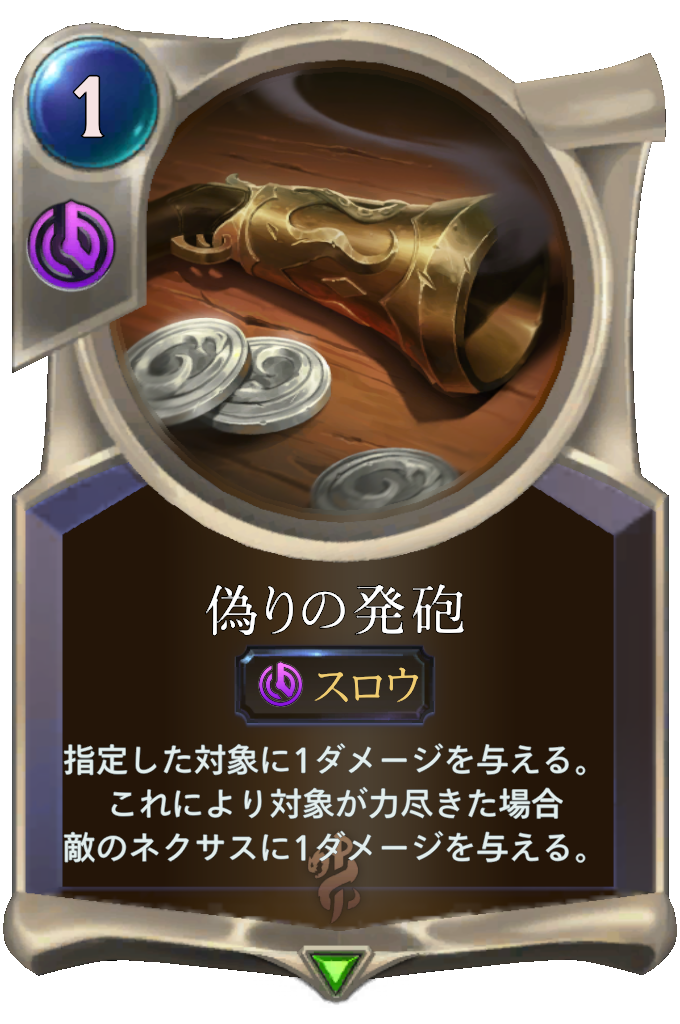 1
偽りの発砲
スロウ
指定した対象に1ダメージを与える。
これにより対象が力尽きた場合
敵のネクサスに1ダメージを与える。